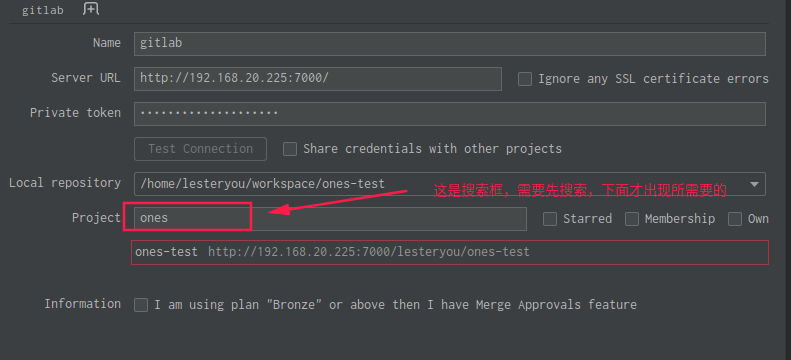 gitlab
Name gitlab
Server URL http://192.168.20.225:7000/ Ignore any SSL certificate errors
Private token ••••••••••••••••••••
Test Connection Share credentials with other projects
Local repository /home/lesteryou/workspace/ones-test 这是搜索框，需要先搜索，下面才出现所需要的
Project ones Starred Membership Own
ones-test http://192.168.20.225:7000/lesteryou/ones-test
Information I am using plan "Bronze" or above then I have Merge Approvals feature